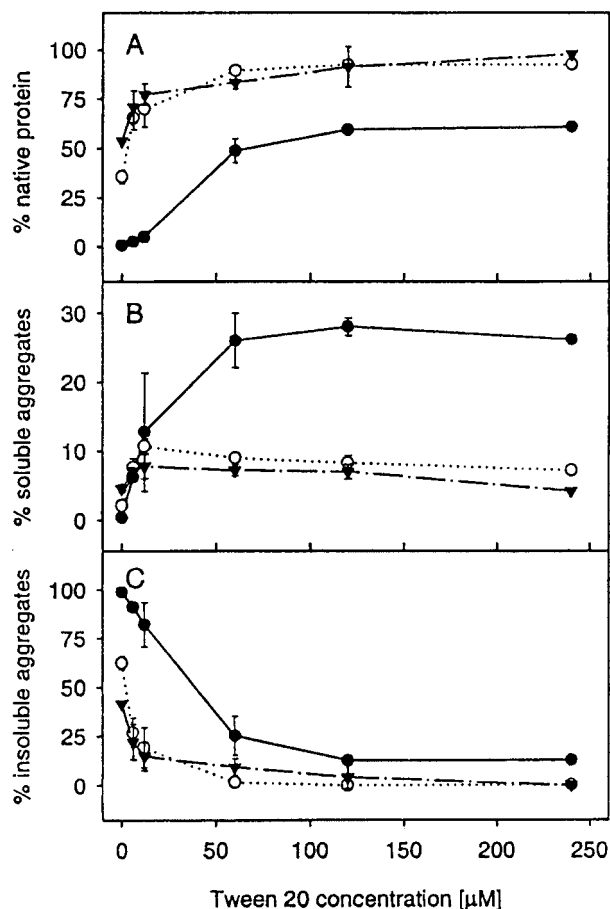 A
100
75
50
25
0
% native protein
B
30
20
10
0
% soluble aggregates
C
100
75
50
25
0
% insoluble aggregates
0 50 100 150 200 250
Tween 20 concentration [μM]